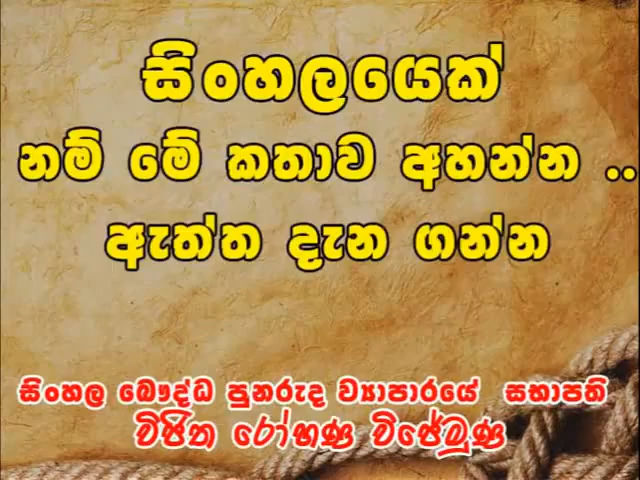 සිංහලයෙක්
නම් මේ කතාව අහන්න ..
ඇත්ත දැන ගන්න
සිංහල බෞද්ධ පුනරුද ව්‍යාපාරයේ සභාපති
විජිත රෝහණ විජේමුණ